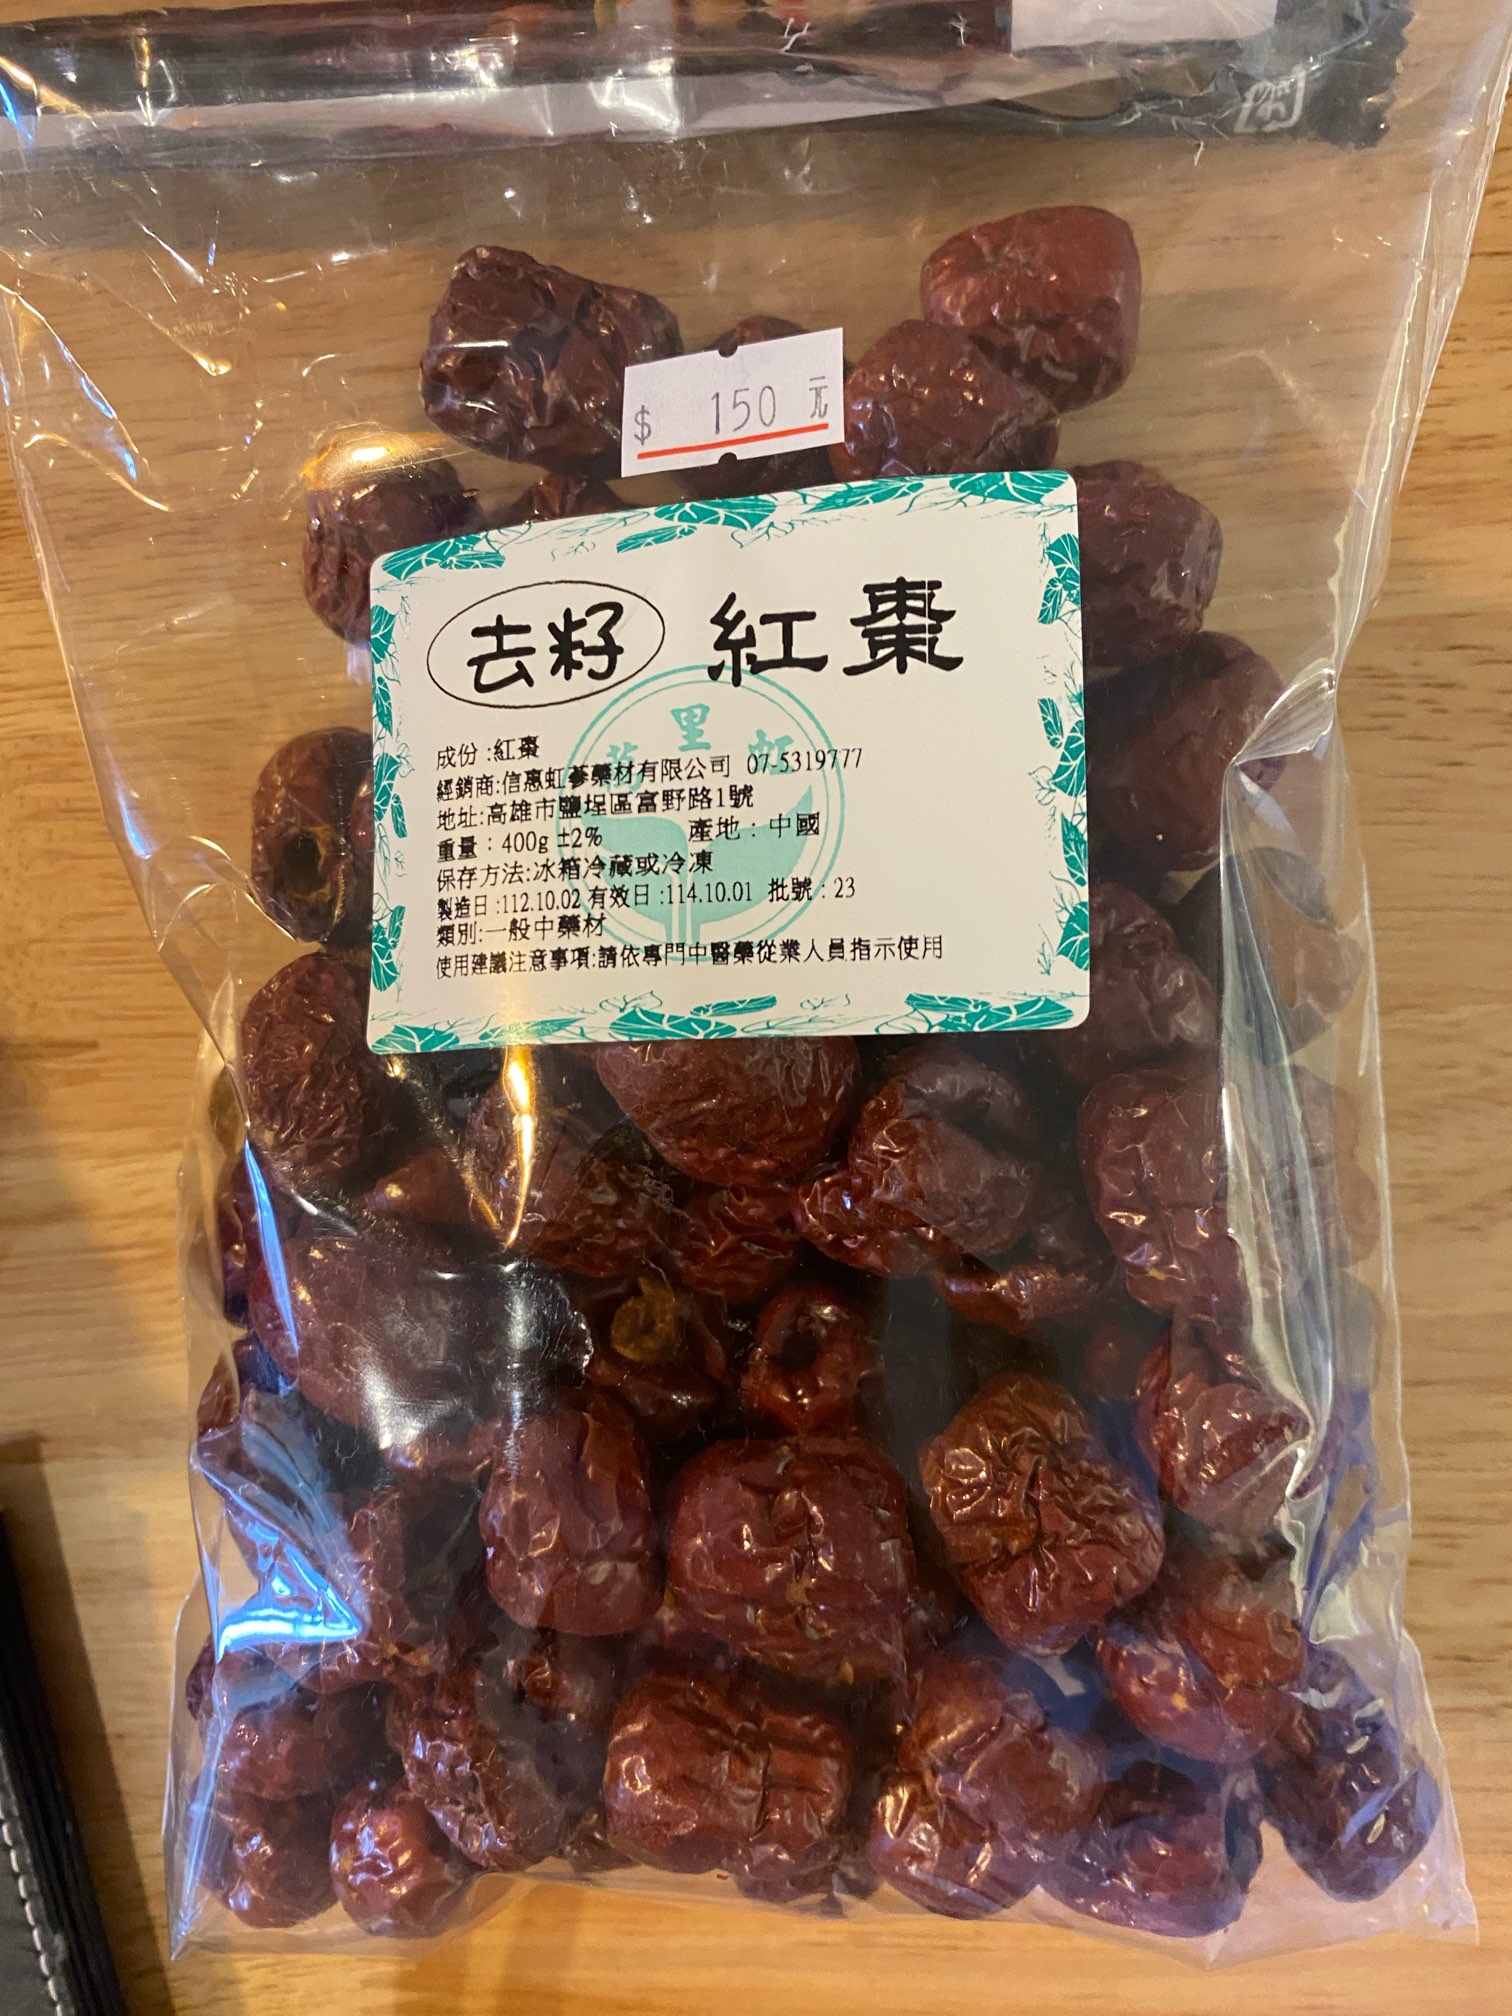 $ 150 元
去籽 紅棗
里 虹
成份:紅棗
經銷商:信惠虹蔘藥材有限公司 07-5319777
地址:高雄市鹽埕區富野路1號
重量：400g ±2% 產地：中國
保存方法:冰箱冷藏或冷凍
製造日:112.10.02 有效日:114.10.01 批號：23
類別:一般中藥材
使用建議注意事項:請依專門中醫藥從業人員指示使用